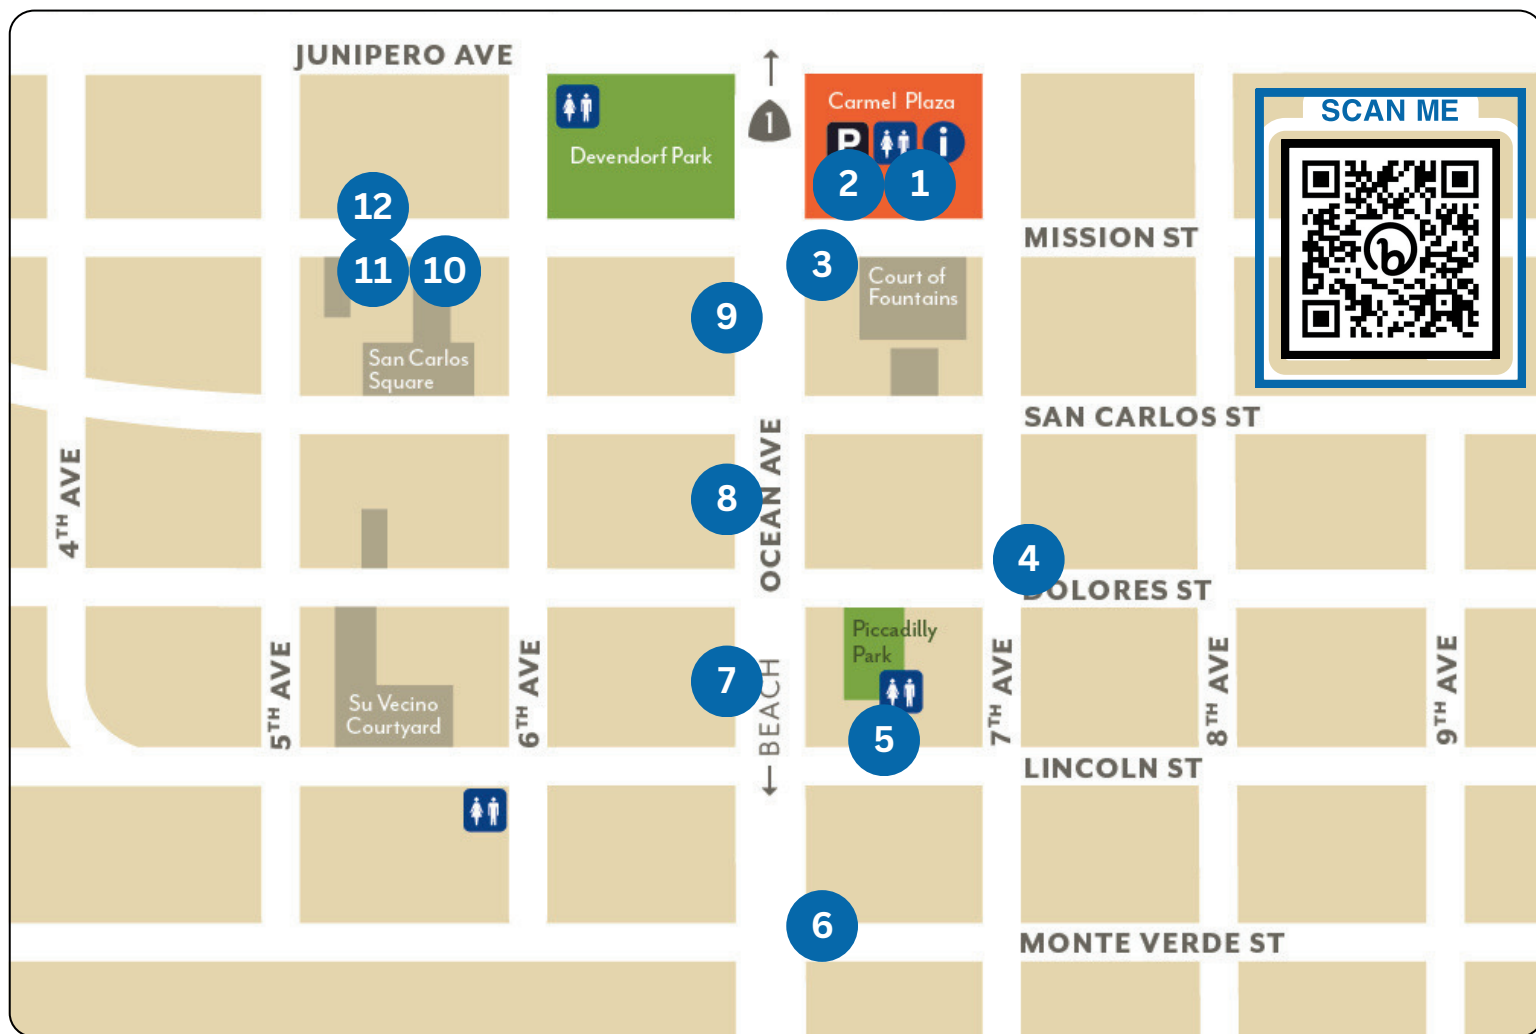 JUNIPERO AVE
1
Carmel Plaza
SCAN ME
Devendorf Park
P
i
2
1
12
MISSION ST
11
10
3
Court of
Fountains
b
9
San Carlos
Square
SAN CARLOS ST
4TH AVE
OCEAN AVE
8
4
DOLORES ST
Piccadilly
Park
5TH AVE
6TH AVE
7
BEACH
7TH AVE
8TH AVE
9TH AVE
Su Vecino
Courtyard
5
LINCOLN ST
6
MONTE VERDE ST